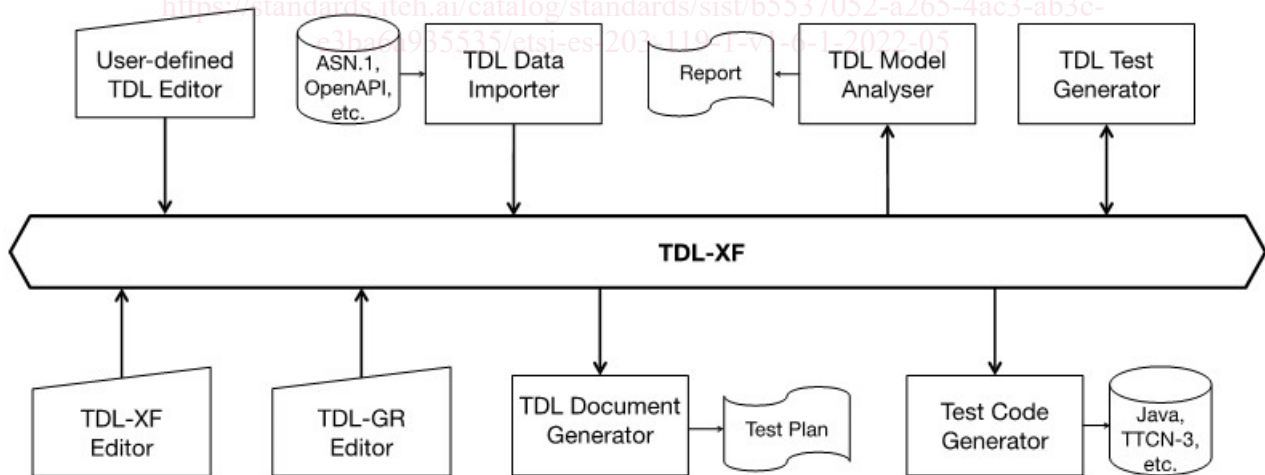 https://standards.iteh.ai/catalog/standards/sist/b5537052-a265-4ac3-ab3c-
e3ba6a935535/etsi-es-203-119-1-v1-6-1-2022-05
User-defined
TDL Editor
ASN.1,
OpenAPI,
etc.
TDL Data
Importer
Report
TDL Model
Analyser
TDL Test
Generator
TDL-XF
TDL-XF
Editor
TDL-GR
Editor
TDL Document
Generator
Test Plan
Test Code
Generator
Java,
TTCN-3,
etc.